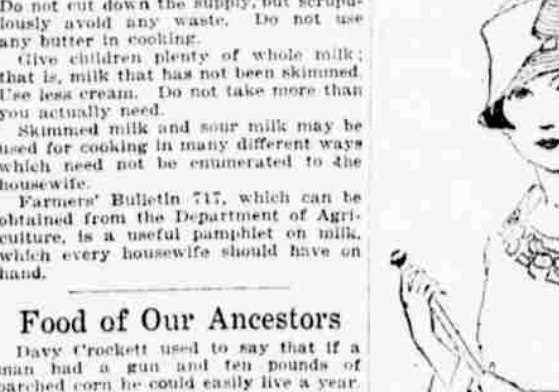 Do not cut down the supply, but scrupu-
lously avoid any waste. Do not use
any butter in cooking.
Give children plenty of whole milk;
that is, milk that has not been skimmed.
Use less cream. Do not take more than
you actually need.
Skimmed milk and sour milk may be
used for cooking in many different ways
which need not be enumerated to the
housewife.
Farmers' Bulletin 717, which can be
obtained from the Department of Agri-
culture, is a useful pamphlet on milk,
which every housewife should have on
hand.
Food of Our Ancestors
Davy Crockett used to say that if a
man had a gun and ten pounds of
parched corn he could easily live a year